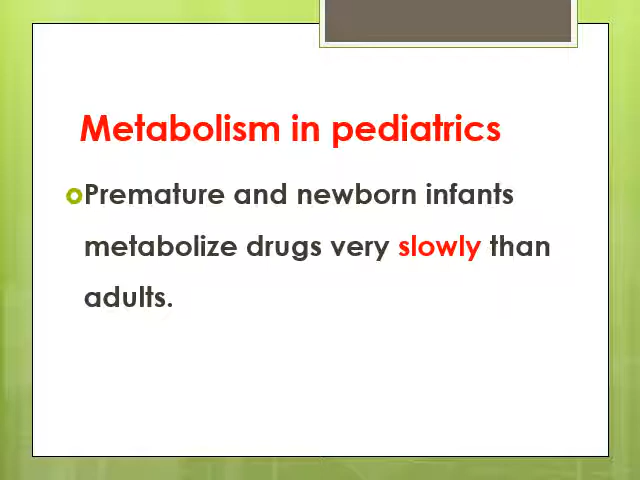 Metabolism in pediatrics
Premature and newborn infants
metabolize drugs very slowly than
adults.